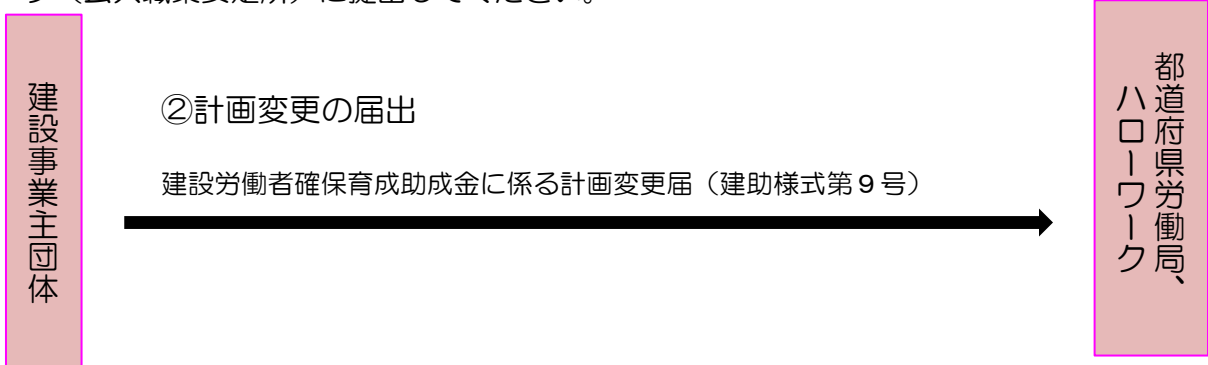 建設事業主団体
②計画変更の届出
建設労働者確保育成助成金に係る計画変更届（建助様式第９号）
都道府県労働局、
ハローワーク